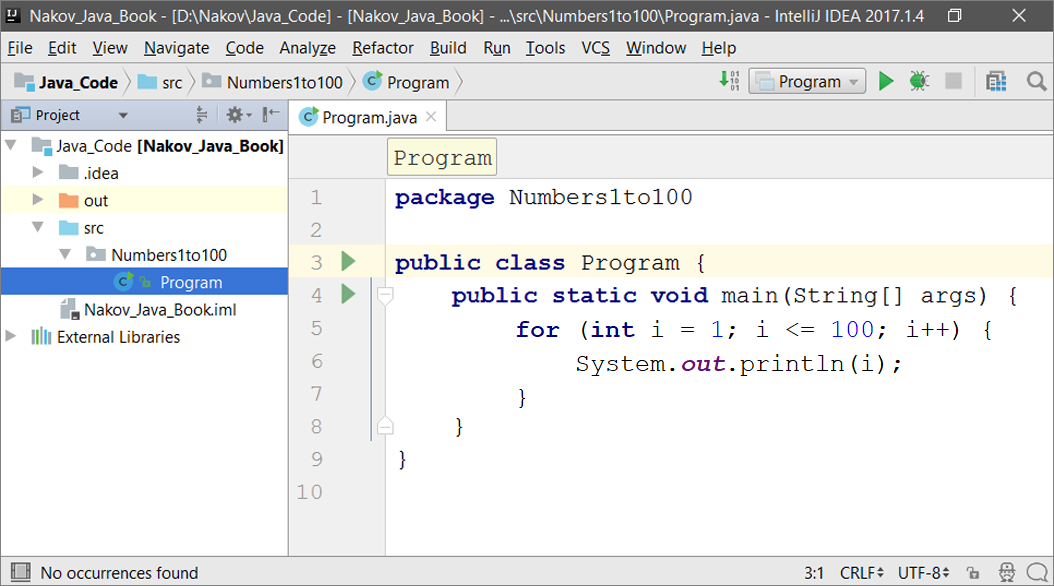 Nakov_Java_Book - [D:\Nakov\Java_Code] - [Nakov_Java_Book] - ...\src\Numbers1to100\Program.java - IntelliJ IDEA 2017.1.4
File Edit View Navigate Code Analyze Refactor Build Run Tools VCS Window Help
Java_Code src Numbers1to100 Program Program
Project
Program.java
Java_Code [Nakov_Java_Book]
.idea
out
src
Numbers1to100
Program
Nakov_Java_Book.iml
External Libraries
Program
1 package Numbers1to100
2
3 public class Program {
4 public static void main(String[] args) {
5 for (int i = 1; i <= 100; i++) {
6 System.out.println(i);
7 }
8 }
9 }
10
No occurrences found 3:1 CRLF UTF-8